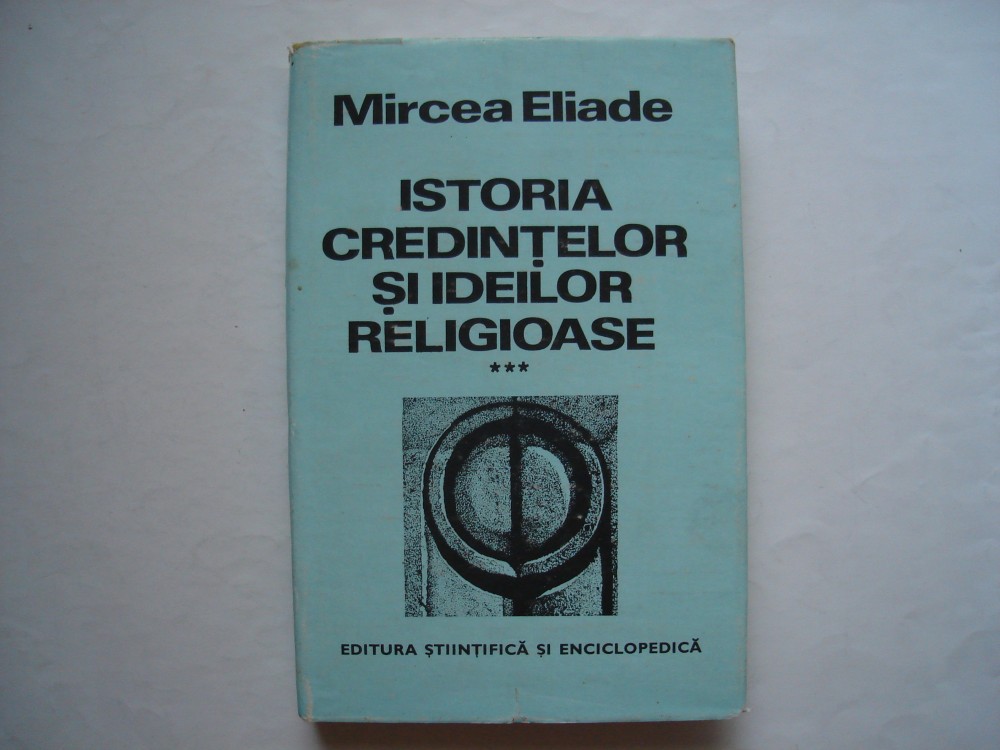 Mircea Eliade
ISTORIA
CREDINȚELOR
ȘI IDEILOR
RELIGIOASE
***
EDITURA ȘTIINȚIFICĂ ȘI ENCICLOPEDICĂ